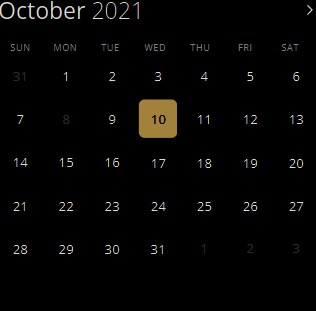 October 2021
SUN MON TUE WED THU FRI SAT
31 1 2 3 4 5 6
7 8 9 10 11 12 13
14 15 16 17 18 19 20
21 22 23 24 25 26 27
28 29 30 31 1 2 3